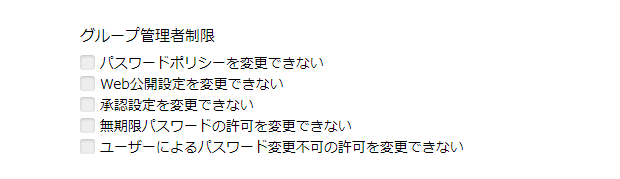 グループ管理者制限
パスワードポリシーを変更できない
Web公開設定を変更できない
承認設定を変更できない
無期限パスワードの許可を変更できない
ユーザーによるパスワード変更不可の許可を変更できない